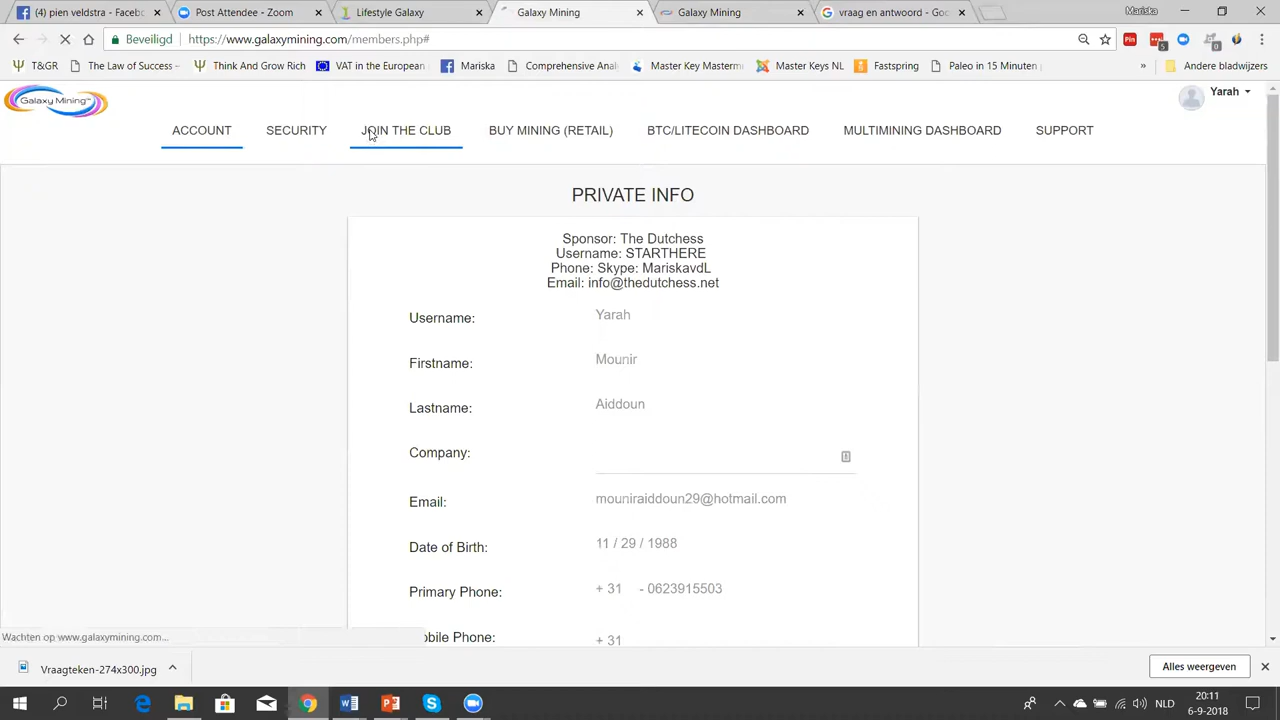 (4) pien veldstra - Faceb
Post Attendee - Zoom
Lifestyle Galaxy
Galaxy Mining
Galaxy Mining
vraag en antwoord - Goo
Mariska
Beveiligd
https://www.galaxymining.com/members.php#
T&GR
The Law of Success –
Think And Grow Rich
VAT in the European
Mariska
Comprehensive Anal
Master Key Masterm
Master Keys NL
Fastspring
Paleo in 15 Minuten
»
Andere bladwijzers
Galaxy Mining
Yarah
ACCOUNT
SECURITY
JOIN THE CLUB
BUY MINING (RETAIL)
BTC/LITECOIN DASHBOARD
MULTIMINING DASHBOARD
SUPPORT
PRIVATE INFO
Sponsor: The Dutchess
Username: STARTHERE
Phone: Skype: MariskavdL
Email: info@thedutchess.net
Username: Yarah
Firstname: Mounir
Lastname: Aiddoun
Company:
Email: mouniraiddoun29@hotmail.com
Date of Birth: 11 / 29 / 1988
Primary Phone: + 31 - 0623915503
obile Phone: + 31
Wachten op www.galaxymining.com...
Vraagteken-274x300.jpg
Alles weergeven
NLD
20:11
6-9-2018